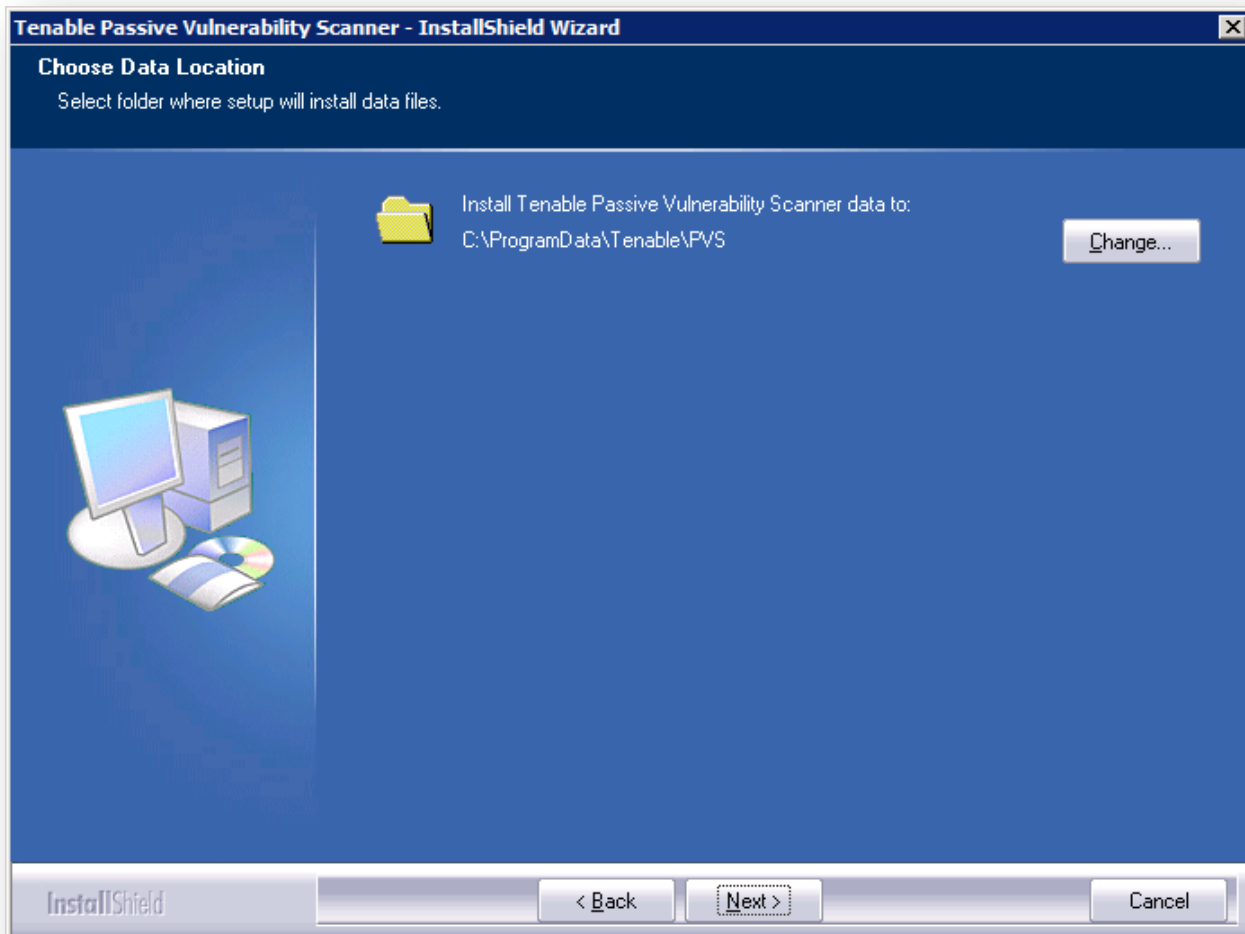 Tenable Passive Vulnerability Scanner - InstallShield Wizard
Choose Data Location
Select folder where setup will install data files.
Install Tenable Passive Vulnerability Scanner data to:
C:\ProgramData\Tenable\PVS
Change...
InstallShield
< Back
Next >
Cancel